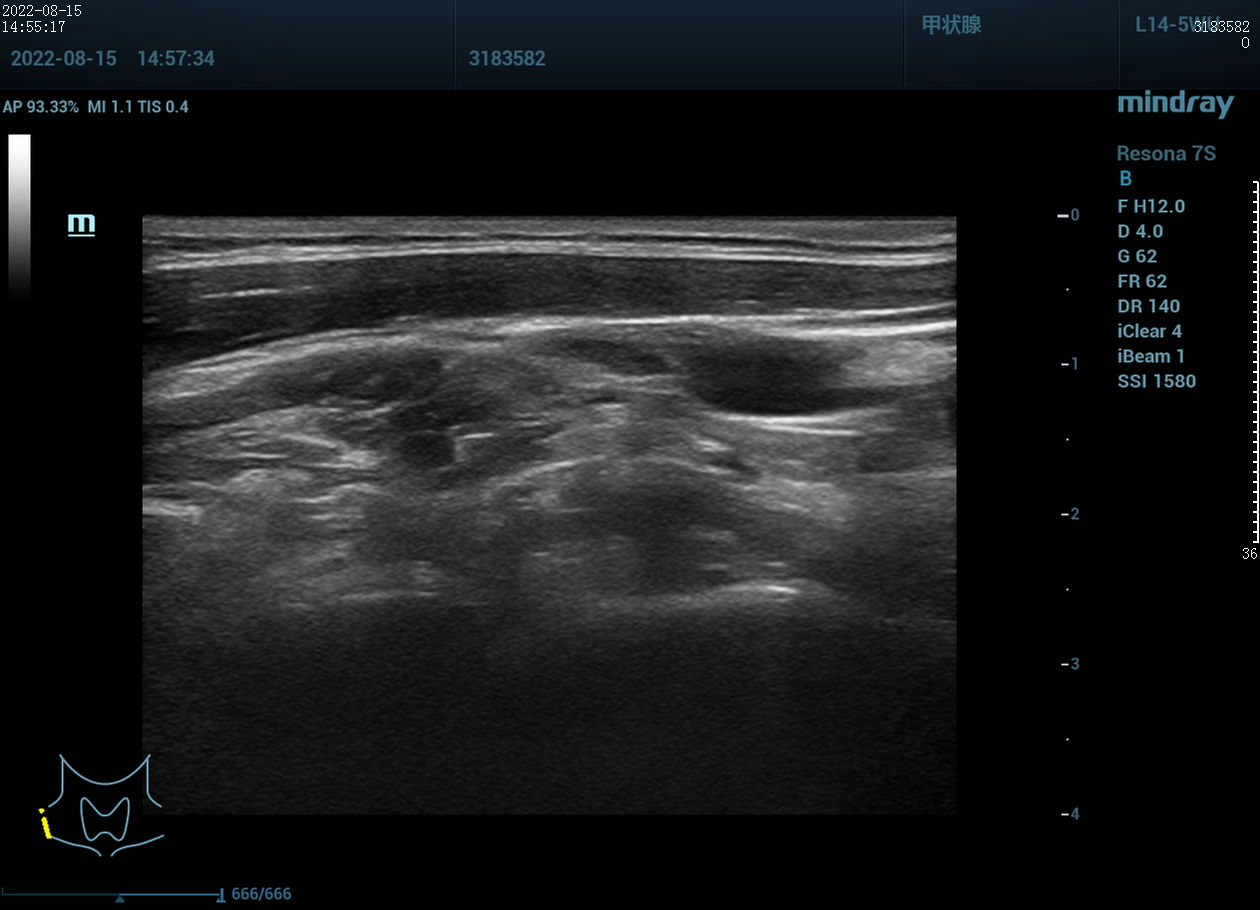 2022-08-15
14:55:17
甲状腺
L14-5WU
3183582
0
2022-08-15 14:57:34
3183582
AP 93.33% MI 1.1 TIS 0.4
mindray
Resona 7S
B
F H12.0
D 4.0
G 62
FR 62
DR 140
iClear 4
iBeam 1
SSI 1580
m
0
1
2
3
4
36
666/666